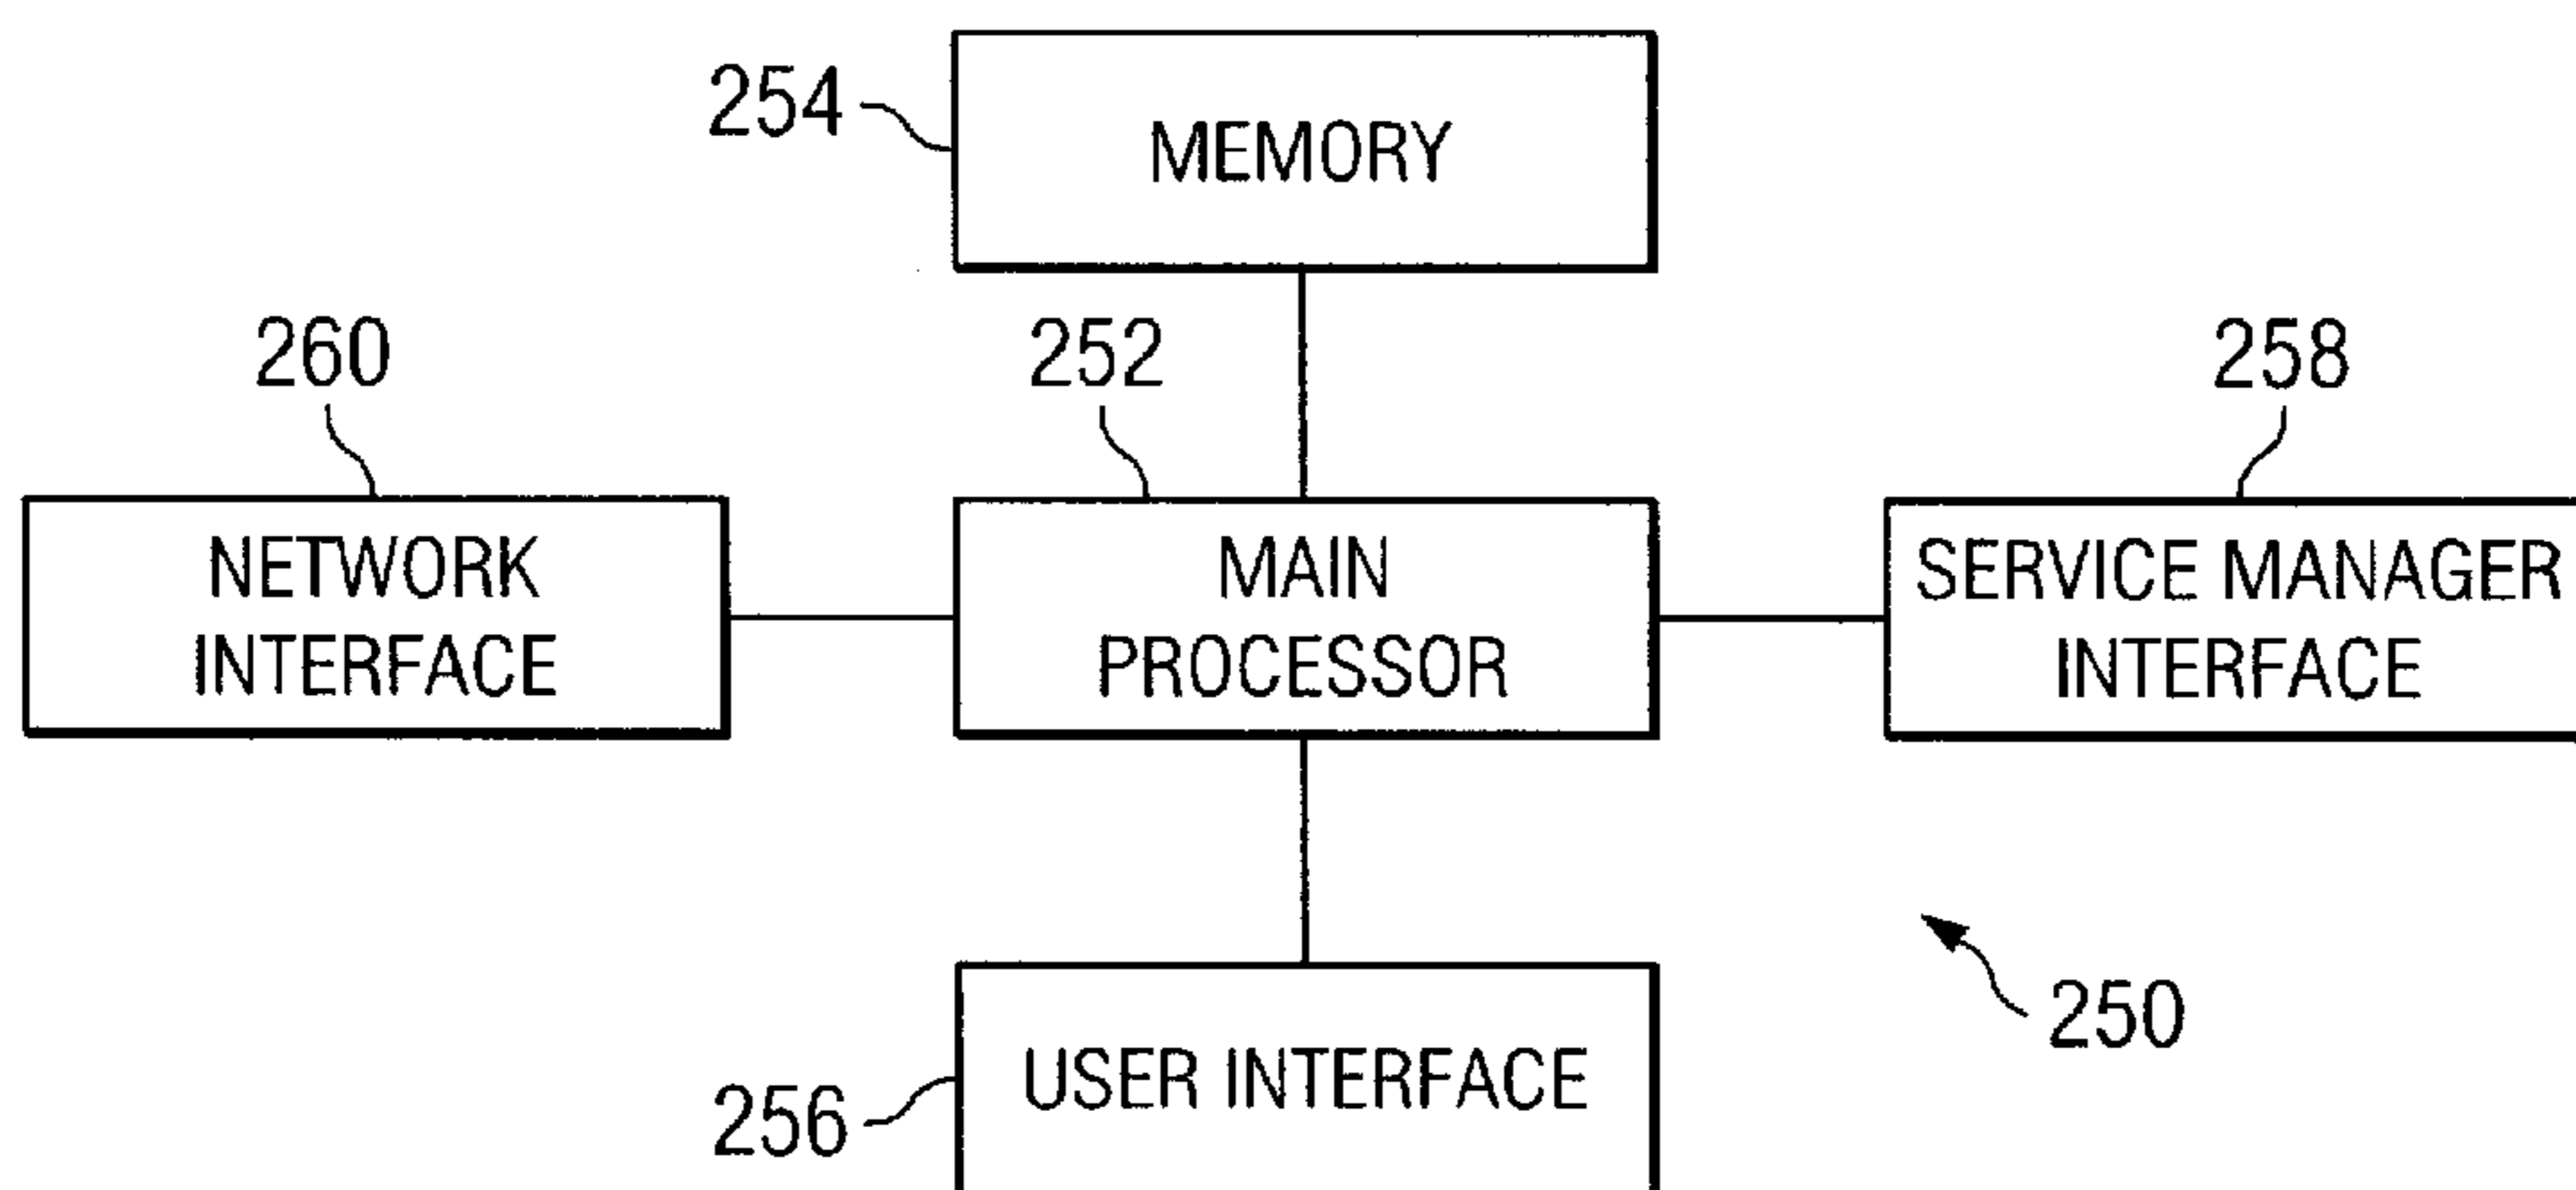 254
MEMORY
260
252
258
NETWORK
INTERFACE
MAIN
PROCESSOR
SERVICE MANAGER
INTERFACE
250
256
USER INTERFACE